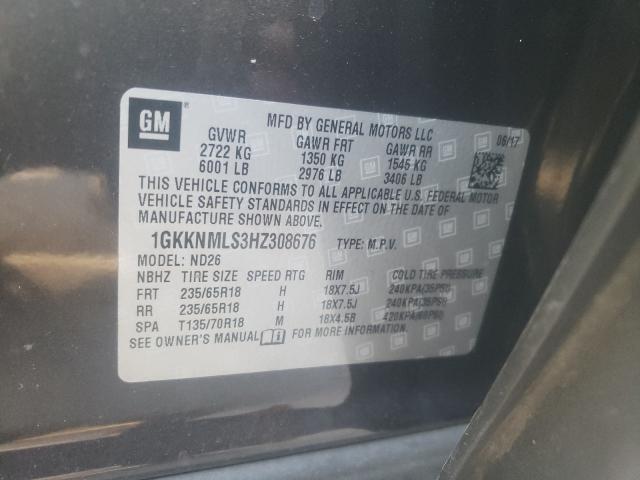 GM
MFD BY GENERAL MOTORS LLC
06/17
GVWR GAWR FRT GAWR RR
2722 KG 1350 KG 1545 KG
6001 LB 2976 LB 3406 LB
THIS VEHICLE CONFORMS TO ALL APPLICABLE U.S. FEDERAL MOTOR
VEHICLE SAFETY STANDARDS IN EFFECT ON THE DATE OF
MANUFACTURE SHOWN ABOVE.
1GKKNMLS3HZ308676 TYPE: M.P.V.
MODEL: ND26
NBHZ TIRE SIZE SPEED RTG RIM COLD TIRE PRESSURE
FRT 235/65R18 H 18X7.5J 240KPA(35PSI)
RR 235/65R18 H 18X7.5J 240KPA(35PSI)
SPA T135/70R18 M 18X4.5B 420KPA(60PSI)
SEE OWNER'S MANUAL FOR MORE INFORMATION.